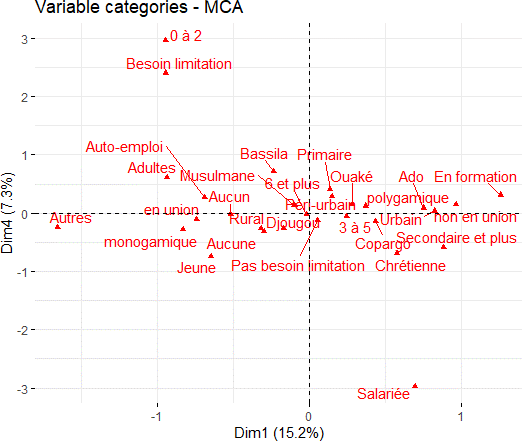 Variable categories - MCA
3
0 à 2
Besoin limitation
2
1
Auto-emploi
Bassila
Primaire
Adultes
Musulmane
Ouaké
Ado
En formation
6 et plus
Aucun
polygamique
Péri-urbain
0
Autres
en union
Rural
Djougou
3 à 5
Urbain
non en union
monogamique
Aucune
Copargo
Secondaire et plus
Jeune
Pas besoin limitation
Chrétienne
-1
-2
-3
Salariée
Dim4 (7.3%)
-1
0
1
Dim1 (15.2%)